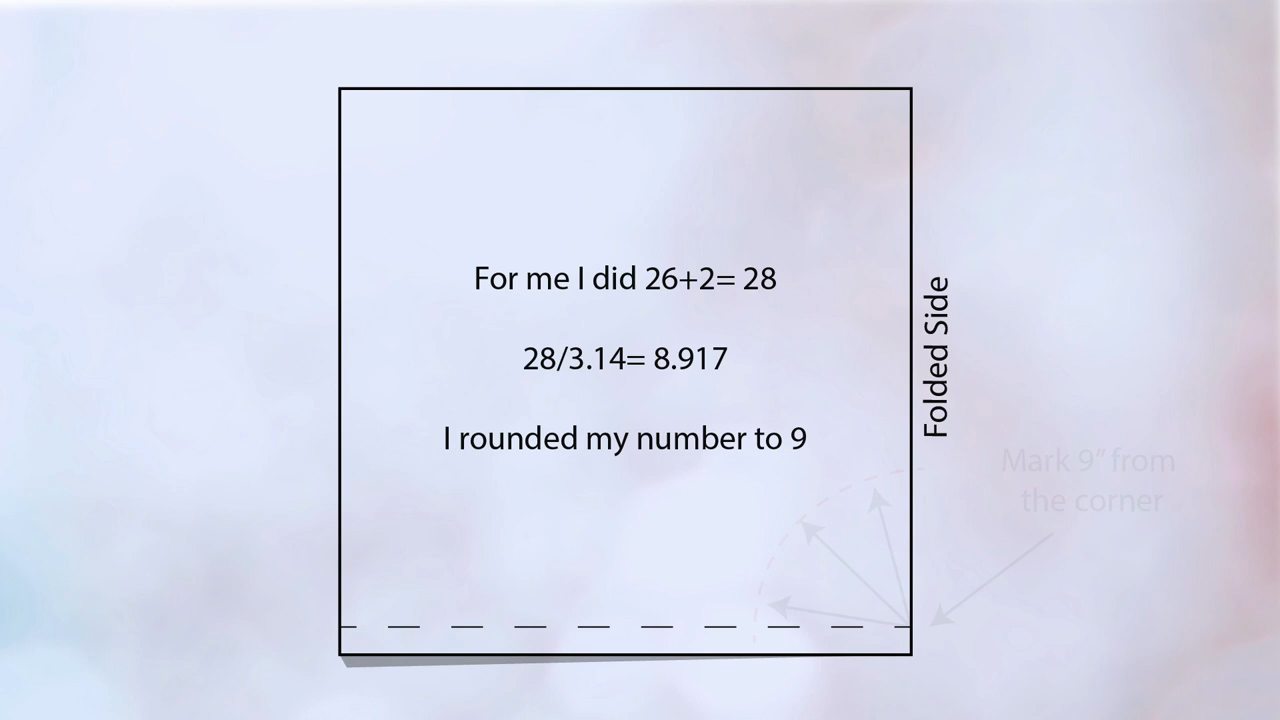 For me I did 26+2= 28
28/3.14= 8.917
I rounded my number to 9
Folded Side
Mark 9” from
the corner